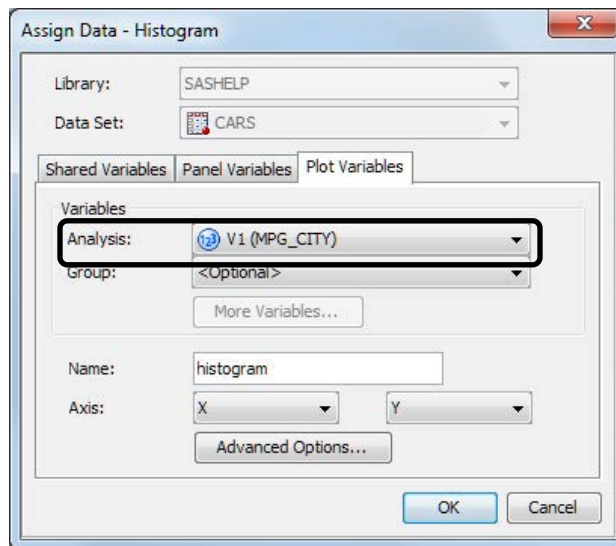 Assign Data - Histogram
Library: SASHELP
Data Set: CARS
Shared Variables Panel Variables Plot Variables
Variables
Analysis: 123 V1 (MPG_CITY)
Group: <Optional>
More Variables...
Name: histogram
Axis: X Y
Advanced Options...
OK Cancel